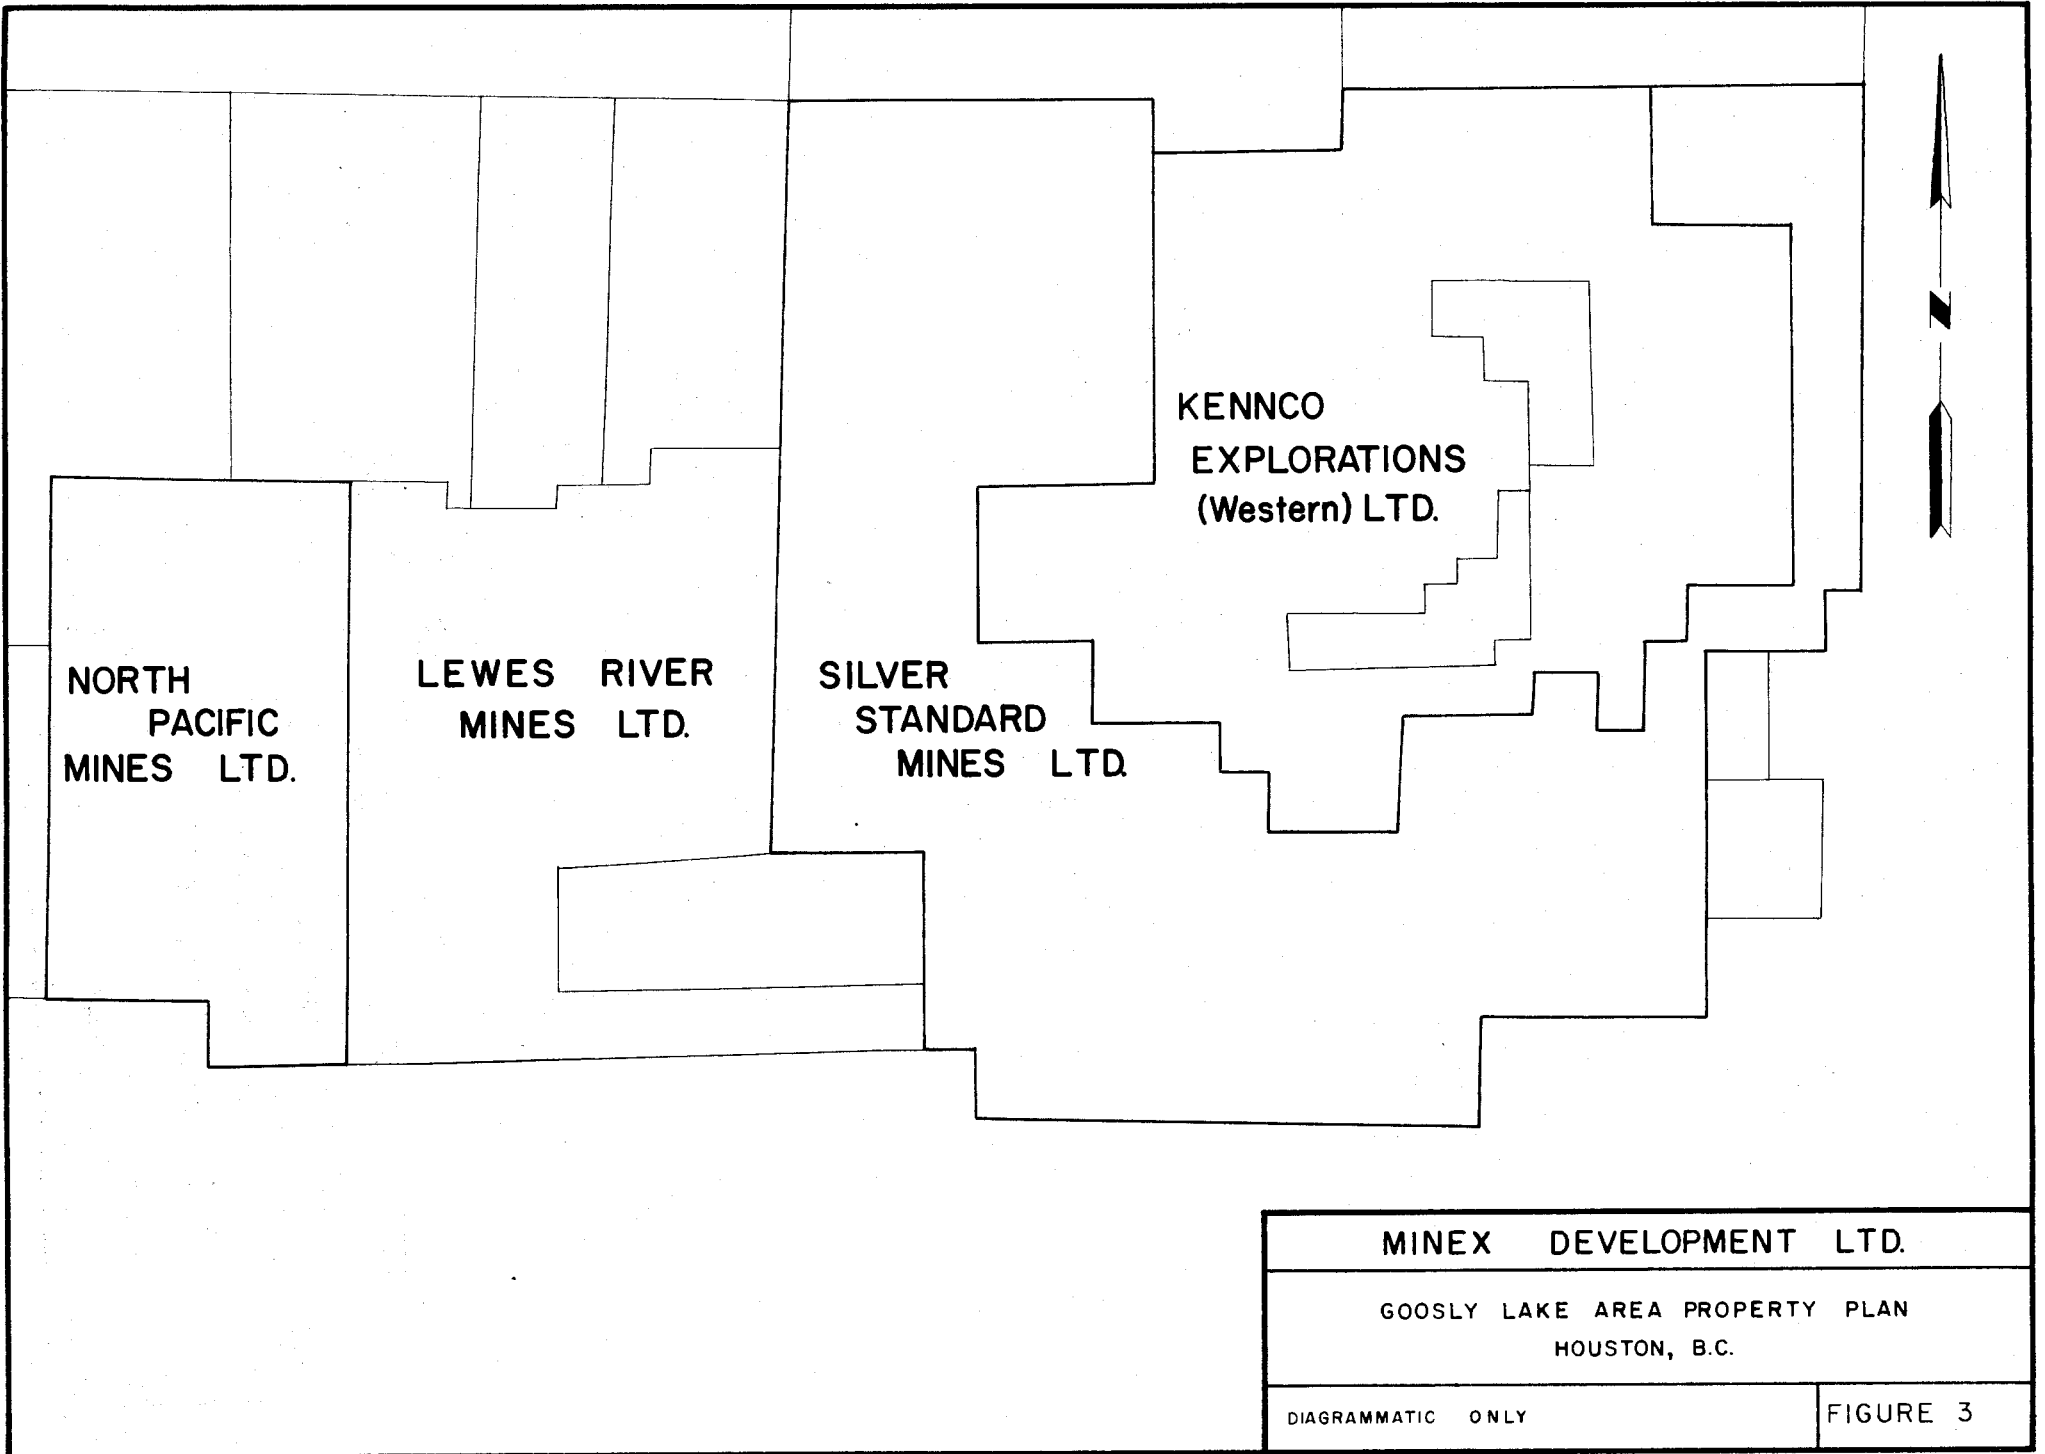 N
KENNCO
EXPLORATIONS
(Western) LTD.
NORTH
PACIFIC
MINES LTD.
LEWES RIVER
MINES LTD.
SILVER
STANDARD
MINES LTD.
MINEX DEVELOPMENT LTD.
GOOSLY LAKE AREA PROPERTY PLAN
HOUSTON, B.C.
DIAGRAMMATIC ONLY
FIGURE 3